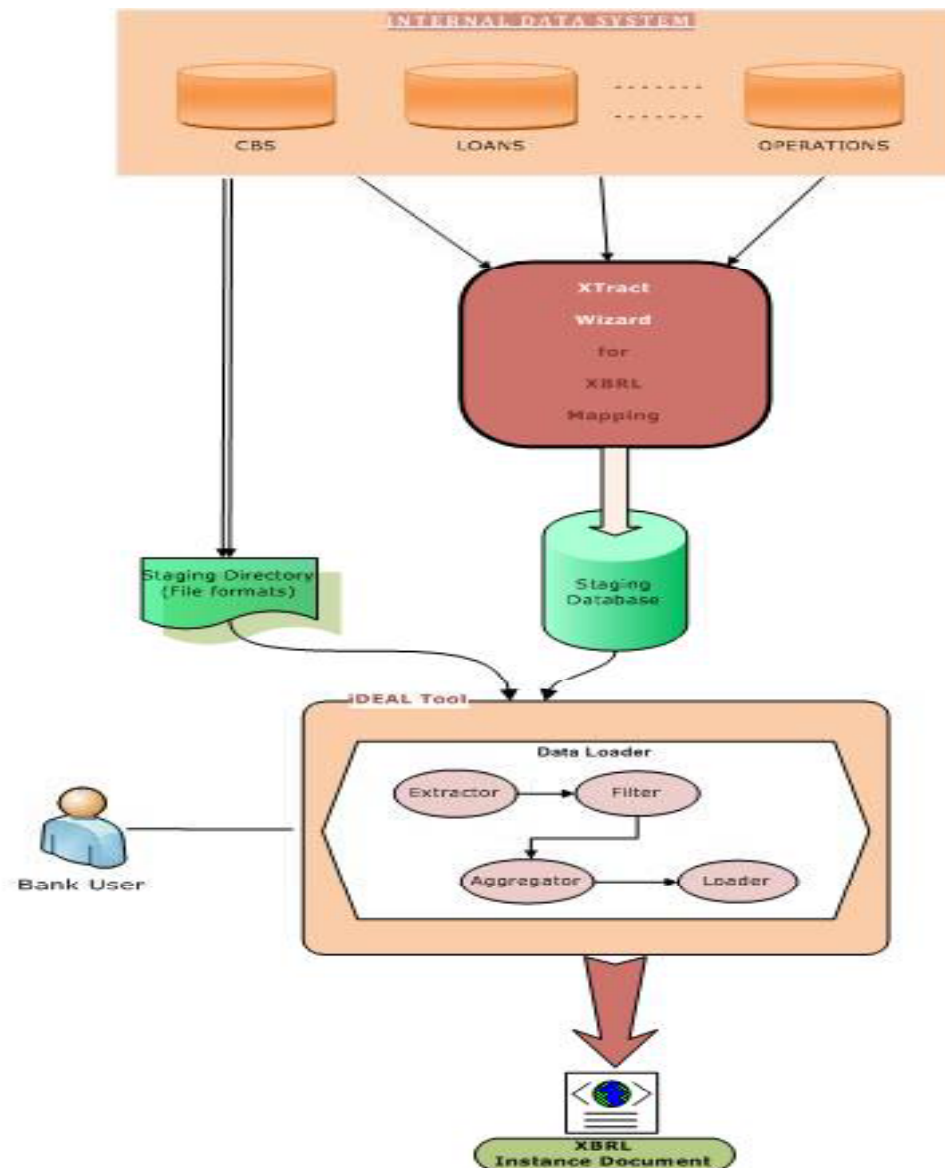 INTERNAL DATA SYSTEM
CBS
LOANS
OPERATIONS
XTract
Wizard
for
XBRL
Mapping
Staging Directory
(File formats)
Staging
Database
iDEAL Tool
Data Loader
Extractor
Filter
Aggregator
Loader
Bank User
XBRL
Instance Document